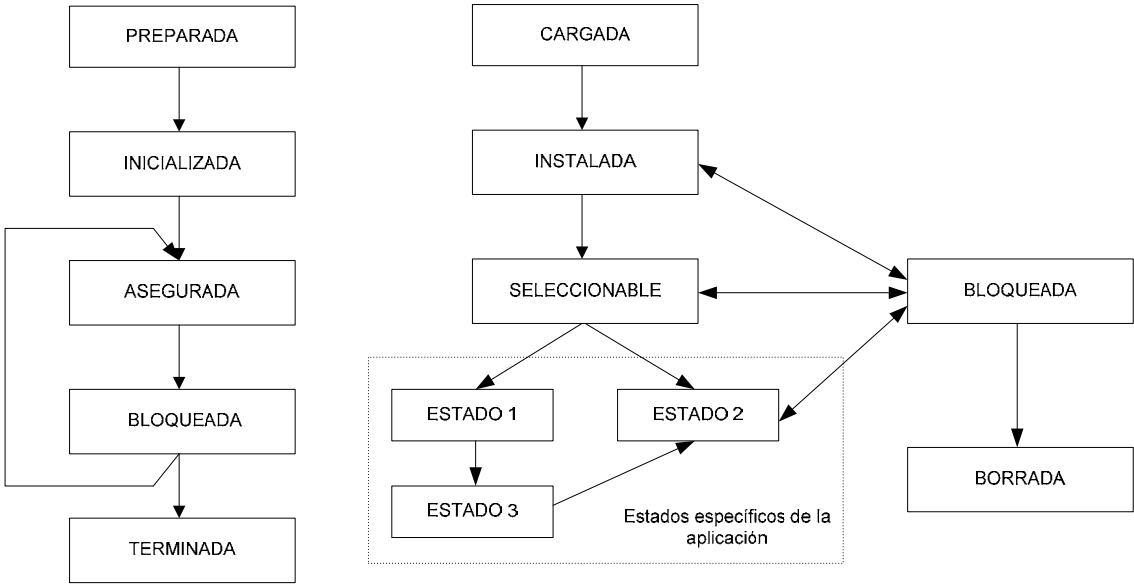 PREPARADA
INICIALIZADA
ASEGURADA
BLOQUEADA
TERMINADA
CARGADA
INSTALADA
SELECCIONABLE
BLOQUEADA
ESTADO 1
ESTADO 2
ESTADO 3
Estados específicos de la
aplicación
BORRADA